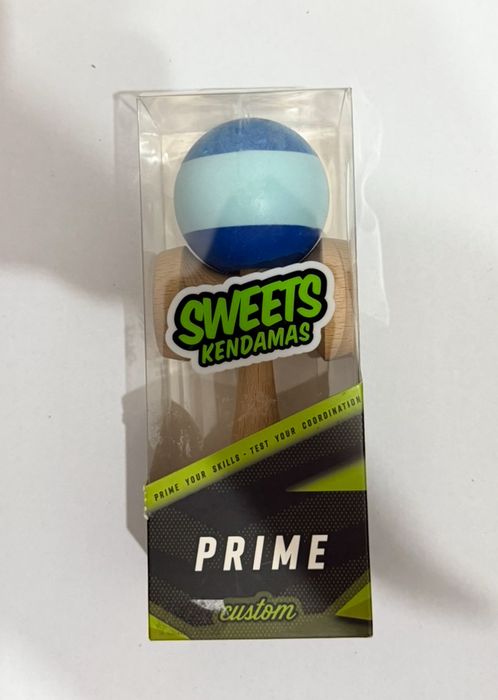 SWEETS
KENDAMAS
PRIME YOUR SKILLS - TEST YOUR COORDINATION
PRIME
custom